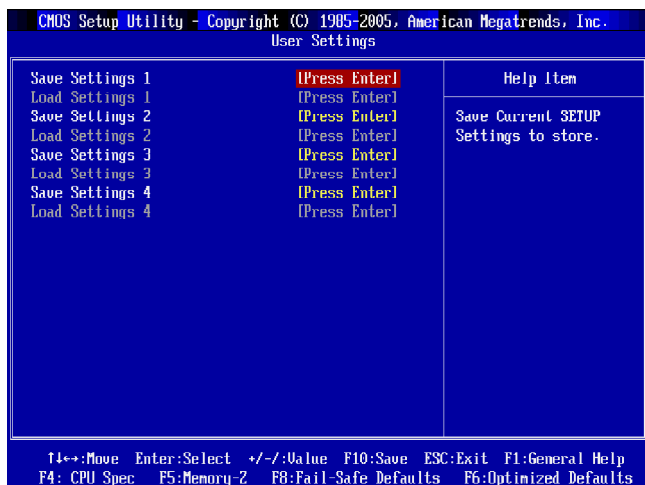 CMOS Setup Utility - Copyright (C) 1985-2005, American Megatrends, Inc.
User Settings
Save Settings 1 [Press Enter]
Load Settings 1 [Press Enter]
Save Settings 2 [Press Enter]
Load Settings 2 [Press Enter]
Save Settings 3 [Press Enter]
Load Settings 3 [Press Enter]
Save Settings 4 [Press Enter]
Load Settings 4 [Press Enter]
Help Item
Save Current SETUP
Settings to store.
↑↓←→:Move Enter:Select +/-/:Value F10:Save ESC:Exit F1:General Help
F4: CPU Spec F5:Memory-Z F8:Fail-Safe Defaults F6:Optimized Defaults